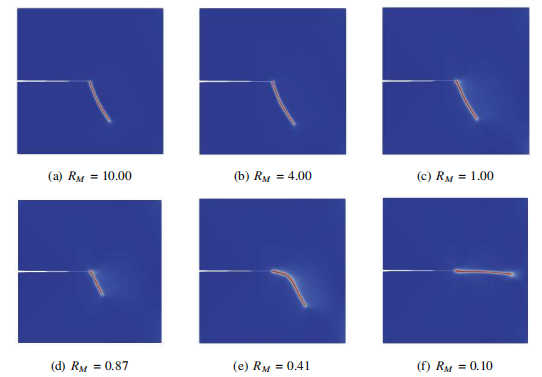 (a) R_M = 10.00
(b) R_M = 4.00
(c) R_M = 1.00
(d) R_M = 0.87
(e) R_M = 0.41
(f) R_M = 0.10